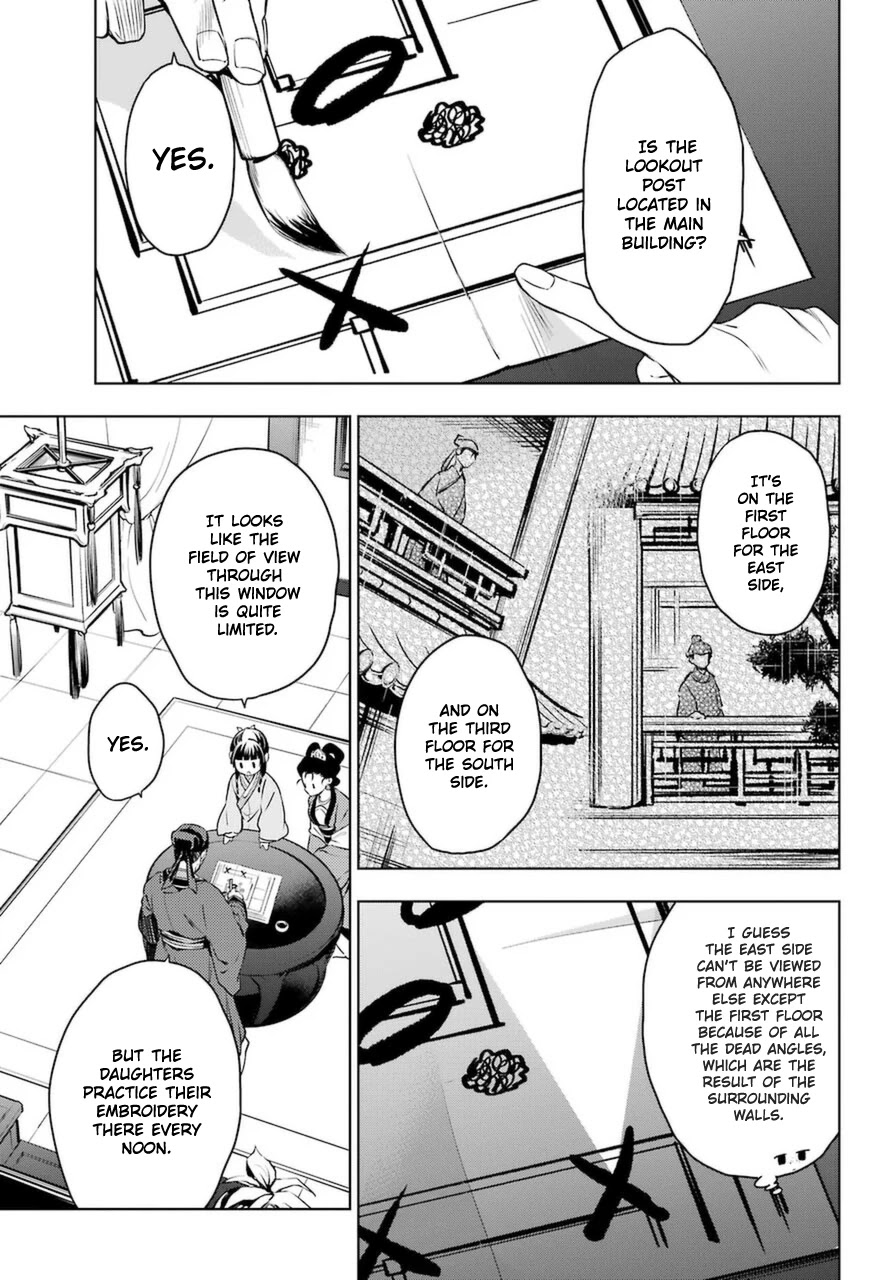 IS THE
LOOKOUT
POST
LOCATED IN
THE MAIN
BUILDING?
YES.
IT'S
ON THE
FIRST
FLOOR
FOR THE
EAST
SIDE,
AND ON
THE THIRD
FLOOR FOR
THE SOUTH
SIDE.
I GUESS
THE EAST SIDE
CAN'T BE VIEWED
FROM ANYWHERE
ELSE EXCEPT
THE FIRST FLOOR
BECAUSE OF ALL
THE DEAD ANGLES,
WHICH ARE THE
RESULT OF THE
SURROUNDING
WALLS.
IT LOOKS
LIKE THE
FIELD OF VIEW
THROUGH
THIS WINDOW
IS QUITE
LIMITED.
YES.
BUT THE
DAUGHTERS
PRACTICE THEIR
EMBROIDERY
THERE EVERY
NOON.